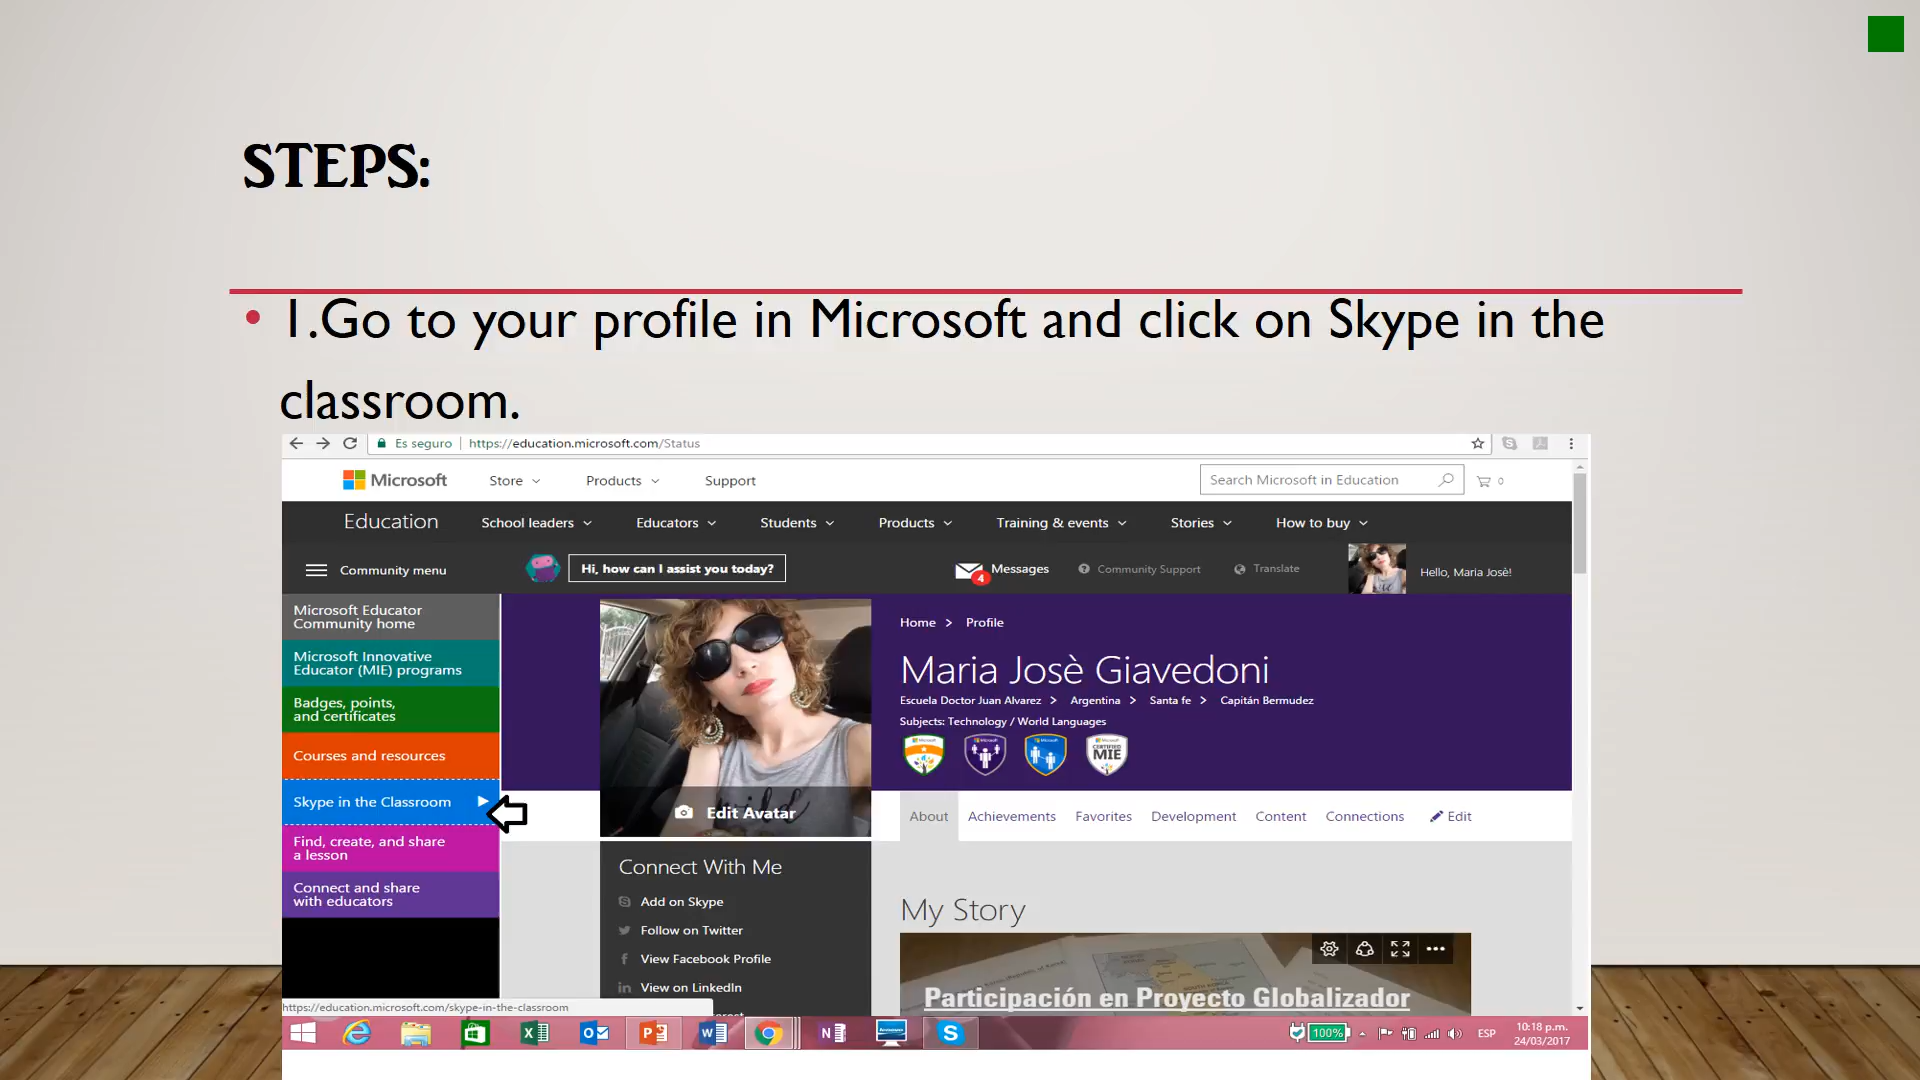 STEPS:
1.Go to your profile in Microsoft and click on Skype in the
classroom.
Es seguro | https://education.microsoft.com/Status
Microsoft Store Products Support Search Microsoft in Education 0
Education School leaders Educators Students Products Training & events Stories How to buy
Community menu Hi, how can I assist you today? 4 Messages Community Support Translate Hello, Maria Josè!
Microsoft Educator
Community home
Microsoft Innovative
Educator (MIE) programs
Badges, points,
and certificates
Courses and resources
Skype in the Classroom
Find, create, and share
a lesson
Connect and share
with educators
Edit Avatar
Connect With Me
Add on Skype
Follow on Twitter
View Facebook Profile
View on LinkedIn
Home > Profile
Maria Josè Giavedoni
Escuela Doctor Juan Alvarez > Argentina > Santa fe > Capitán Bermudez
Subjects: Technology / World Languages
CERTIFIED
MIE
About Achievements Favorites Development Content Connections Edit
My Story
Participación en Proyecto Globalizador
https://education.microsoft.com/skype-in-the-classroom
100% ESP 10:18 p.m.
24/03/2017